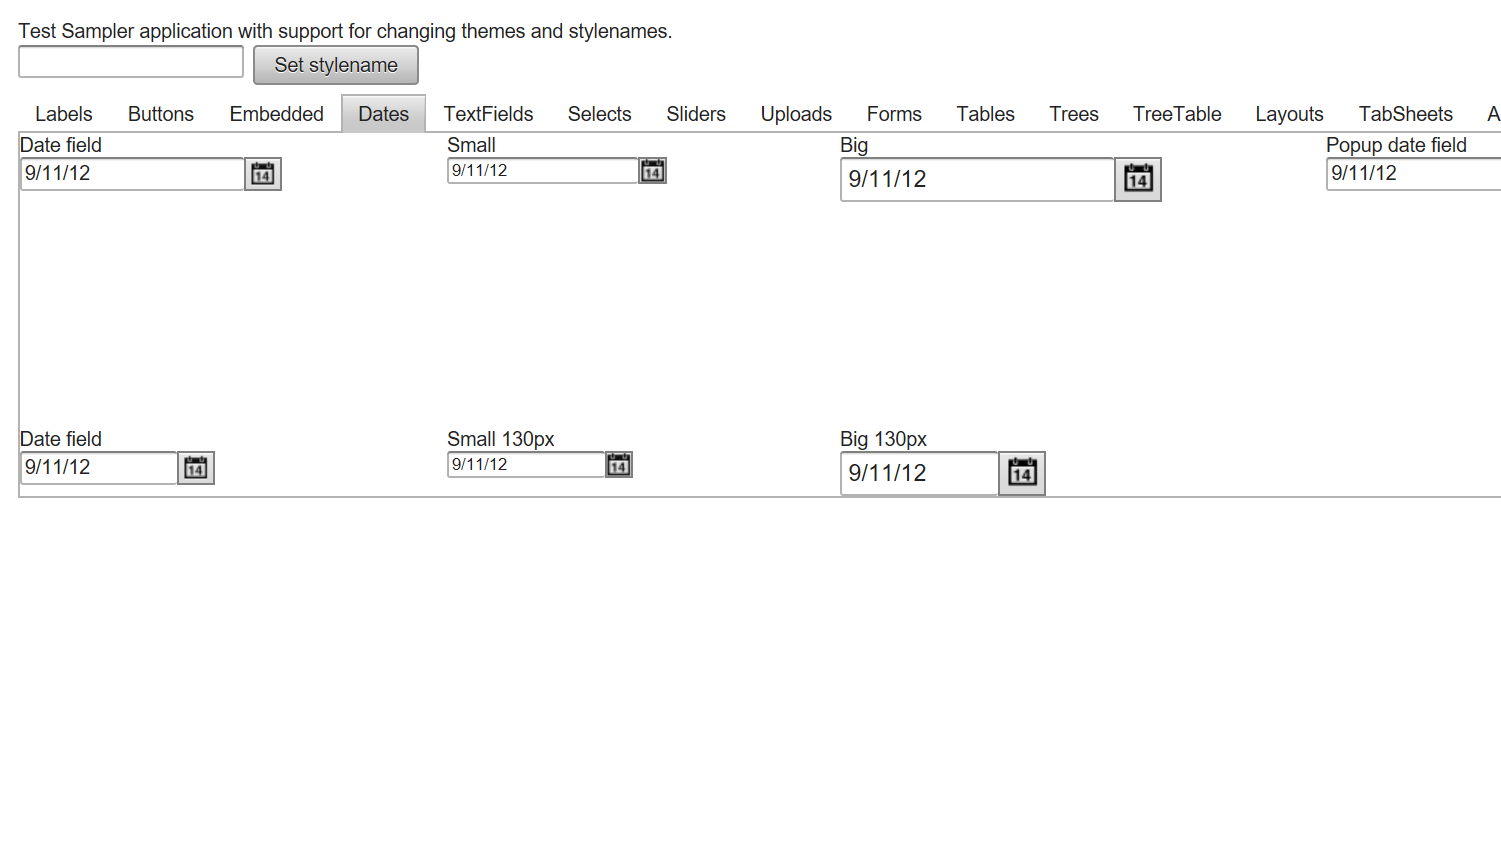 Test Sampler application with support for changing themes and stylenames.
Set stylename
Labels Buttons Embedded Dates TextFields Selects Sliders Uploads Forms Tables Trees TreeTable Layouts TabSheets A
Date field Small Big Popup date field
9/11/12 14 9/11/12 14 9/11/12 14 9/11/12
Date field Small 130px Big 130px
9/11/12 14 9/11/12 14 9/11/12 14